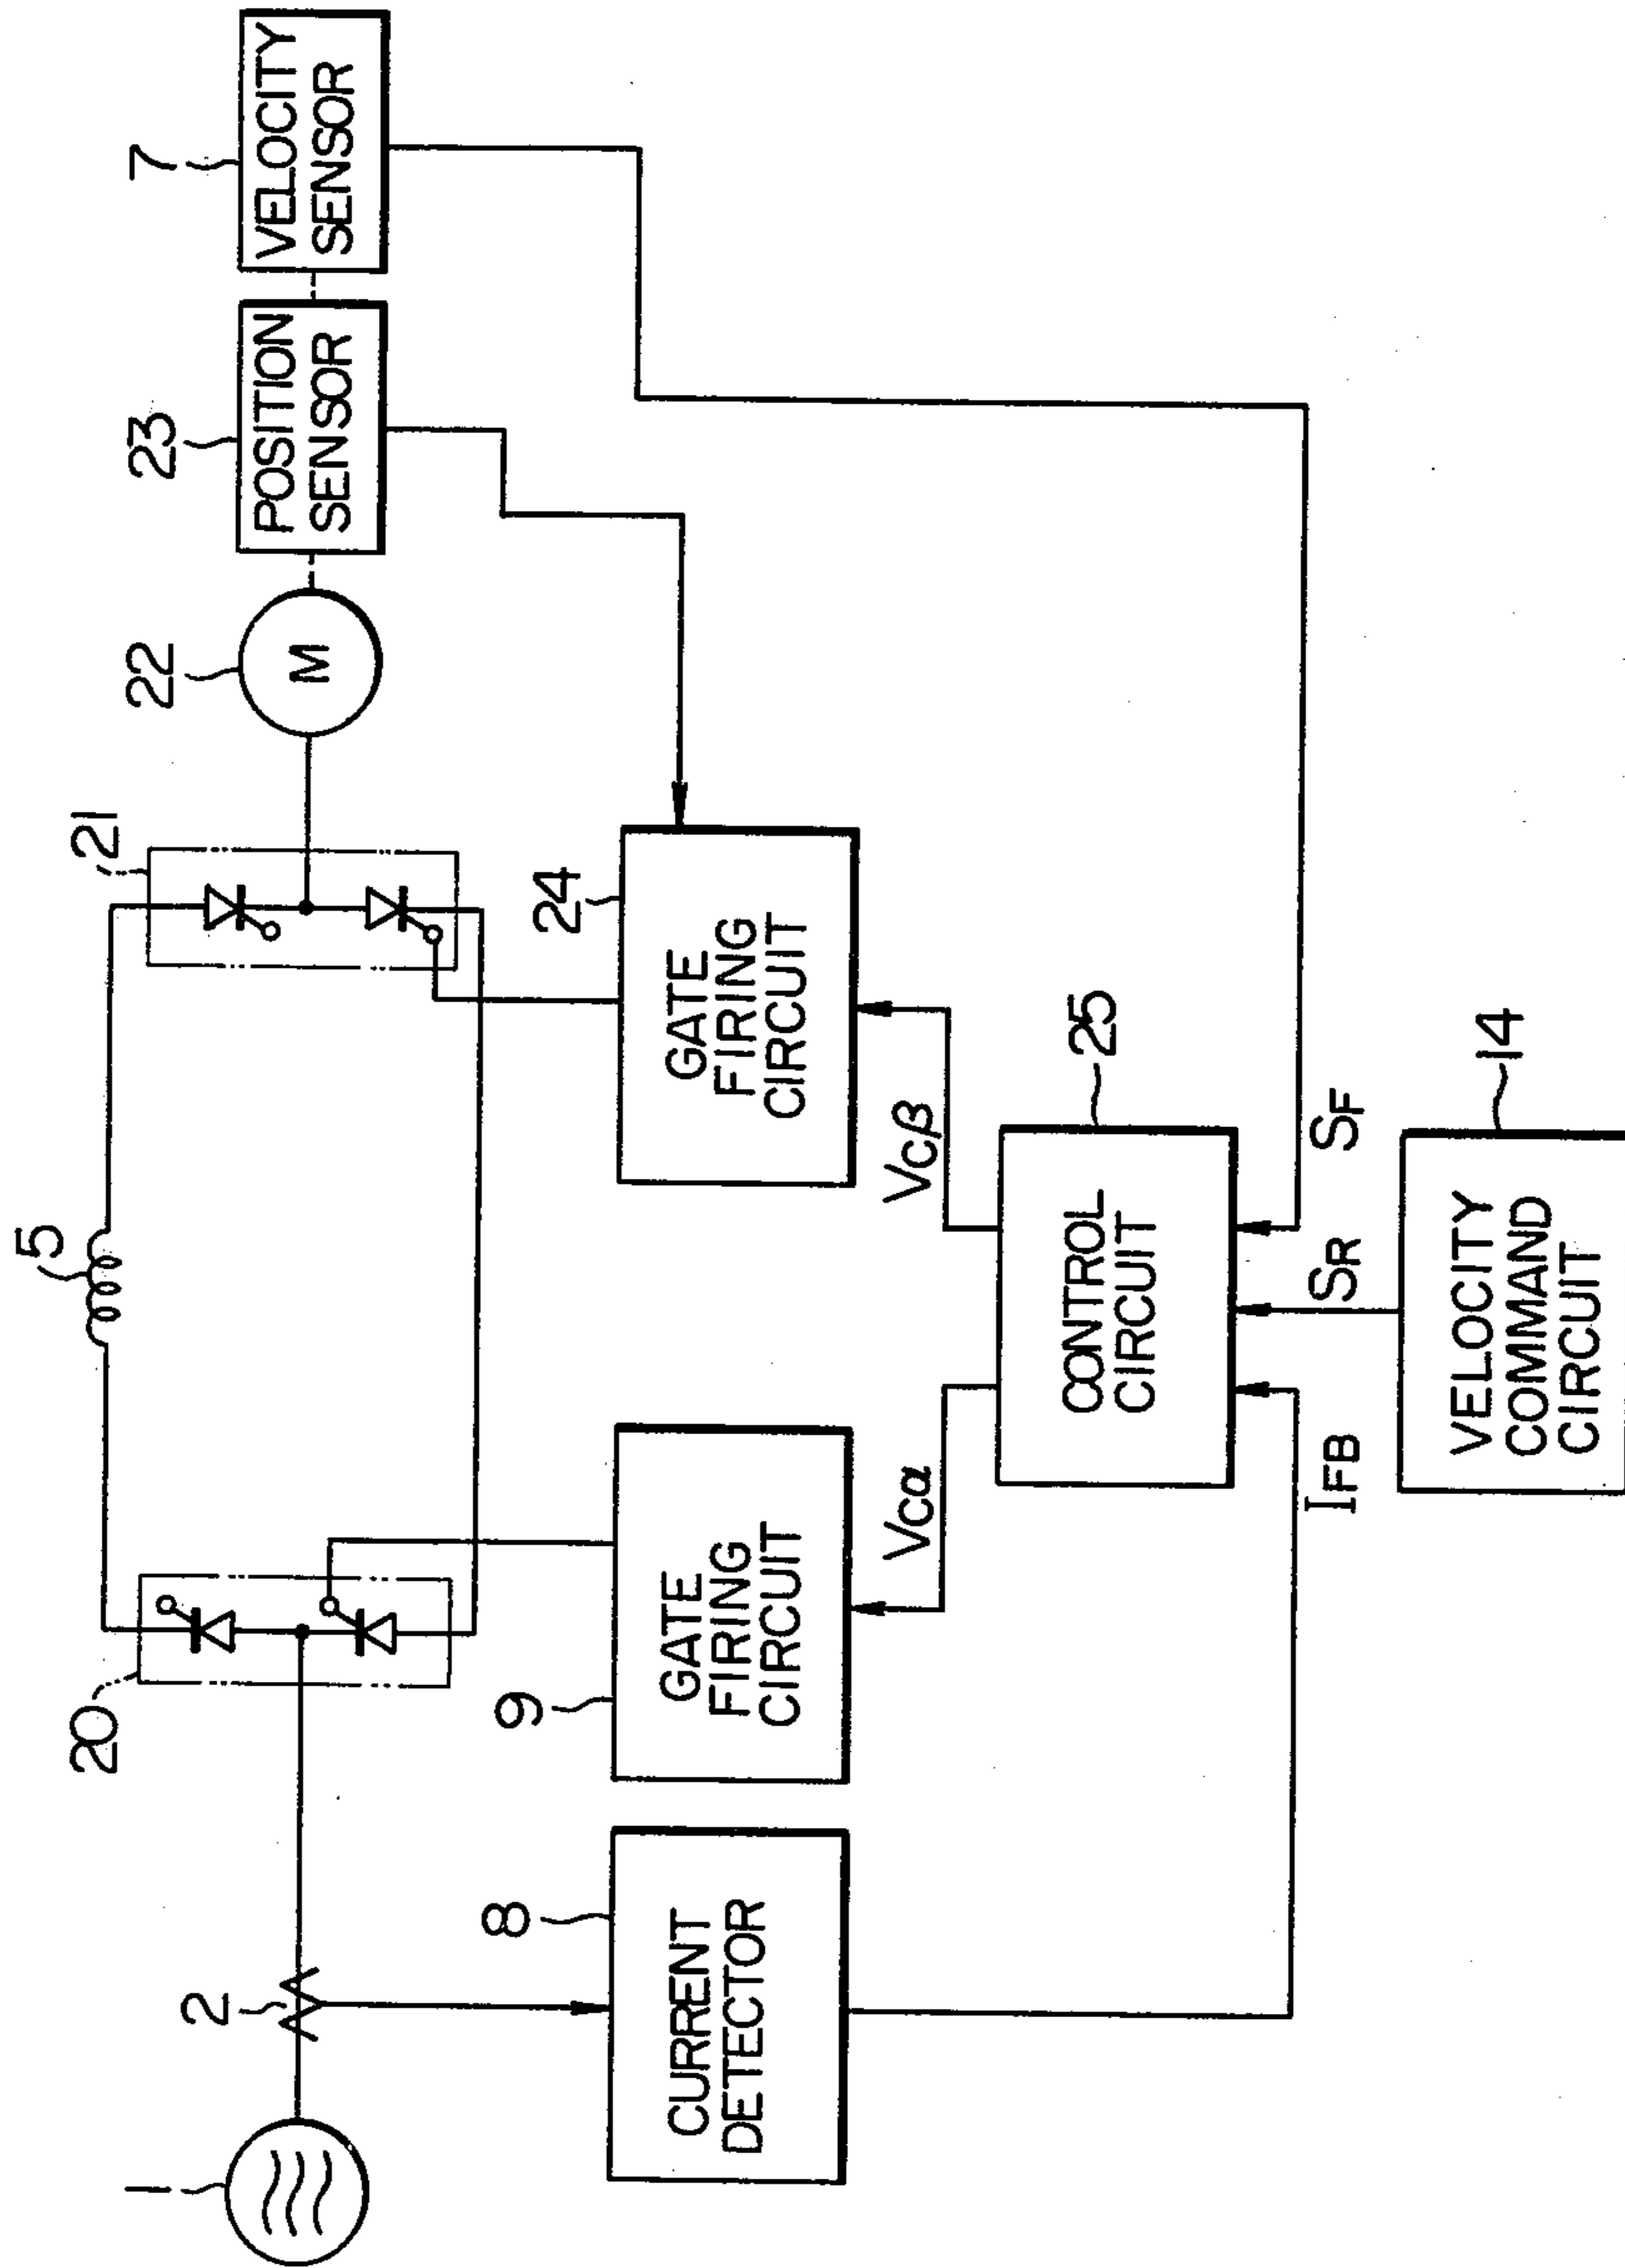 1
2
20
5
21
22
M
23
POSITION
SENSOR
7
VELOCITY
SENSOR
8
CURRENT
DETECTOR
9
GATE
FIRING
CIRCUIT
24
GATE
FIRING
CIRCUIT
Vcα
Vcβ
25
CONTROL
CIRCUIT
IFB
SR
SF
14
VELOCITY
COMMAND
CIRCUIT